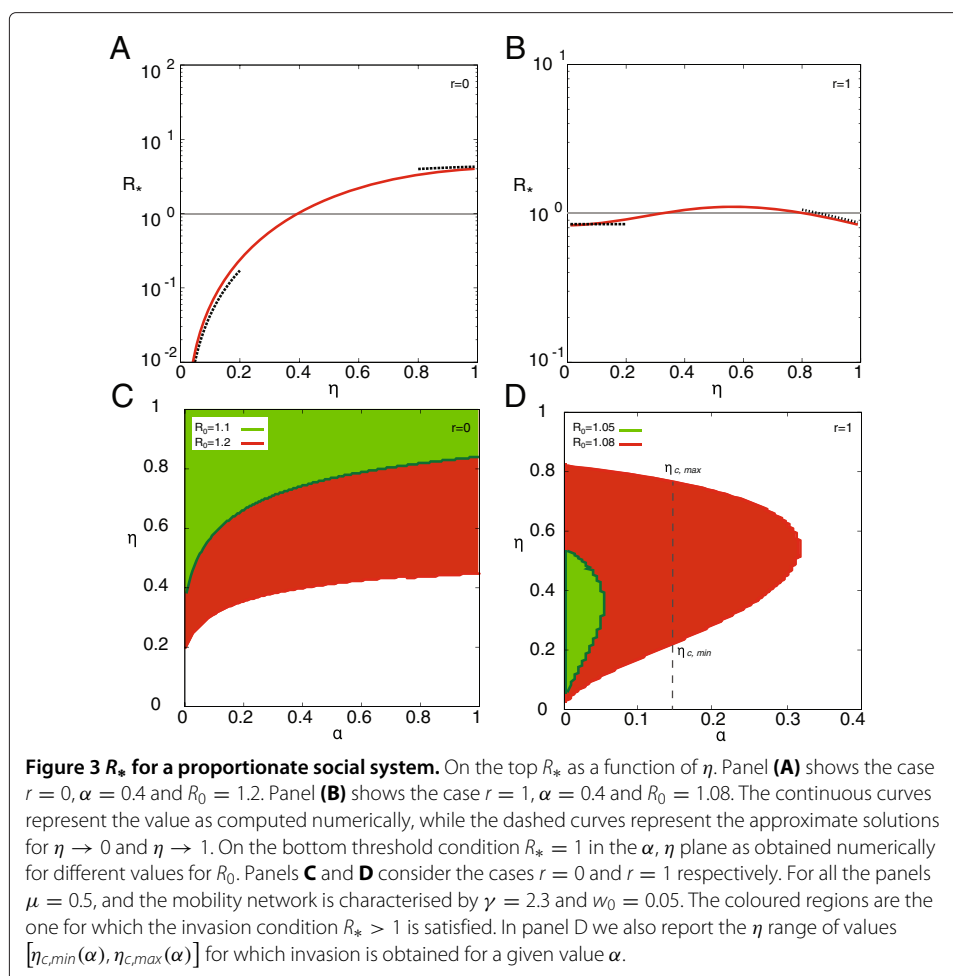 A
10²
10¹
R*
10⁰
10⁻¹
10⁻²
0 0.2 0.4 0.6 0.8 1
η
r=0
B
10¹
R*
10⁰
10⁻¹
0 0.2 0.4 0.6 0.8 1
η
r=1
C
1
0.8
0.6
η
0.4
0.2
0
0 0.2 0.4 0.6 0.8 1
α
R₀=1.1
R₀=1.2
r=0
D
1
0.8
0.6
η
0.4
0.2
0
0 0.1 0.2 0.3 0.4
α
R₀=1.05
R₀=1.08
r=1
η c, max
η c, min
Figure 3 R* for a proportionate social system. On the top R* as a function of η. Panel (A) shows the case
r = 0, α = 0.4 and R₀ = 1.2. Panel (B) shows the case r = 1, α = 0.4 and R₀ = 1.08. The continuous curves
represent the value as computed numerically, while the dashed curves represent the approximate solutions
for η → 0 and η → 1. On the bottom threshold condition R* = 1 in the α, η plane as obtained numerically
for different values for R₀. Panels C and D consider the cases r = 0 and r = 1 respectively. For all the panels
μ = 0.5, and the mobility network is characterised by γ = 2.3 and w₀ = 0.05. The coloured regions are the
one for which the invasion condition R* > 1 is satisfied. In panel D we also report the η range of values
[ηc,min(α), ηc,max(α)] for which invasion is obtained for a given value α.